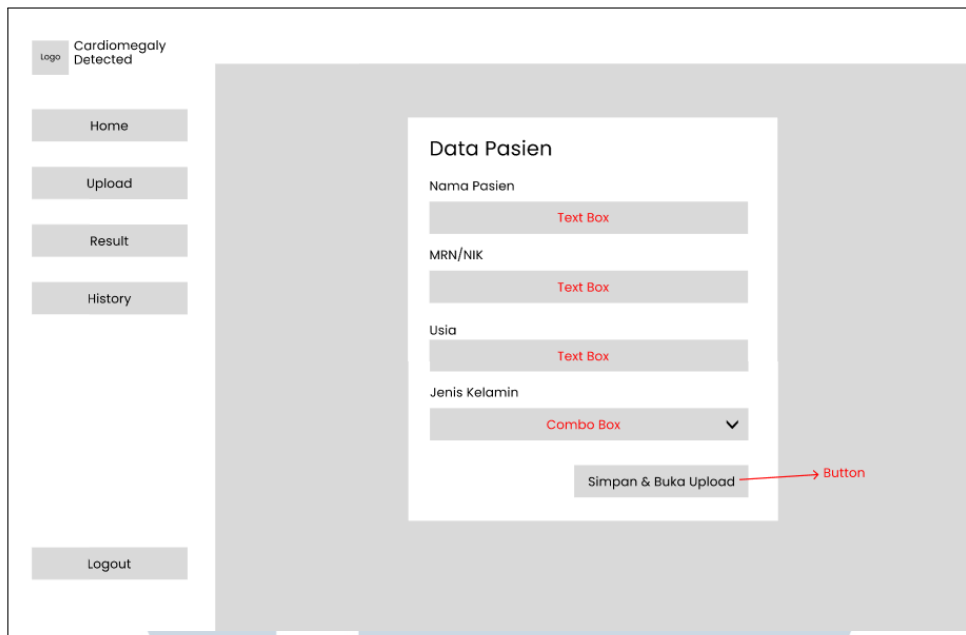 Logo
Cardiomegaly
Detected
Home
Upload
Result
History
Logout
Data Pasien
Nama Pasien
Text Box
MRN/NIK
Text Box
Usia
Text Box
Jenis Kelamin
Combo Box
Simpan & Buka Upload
Button